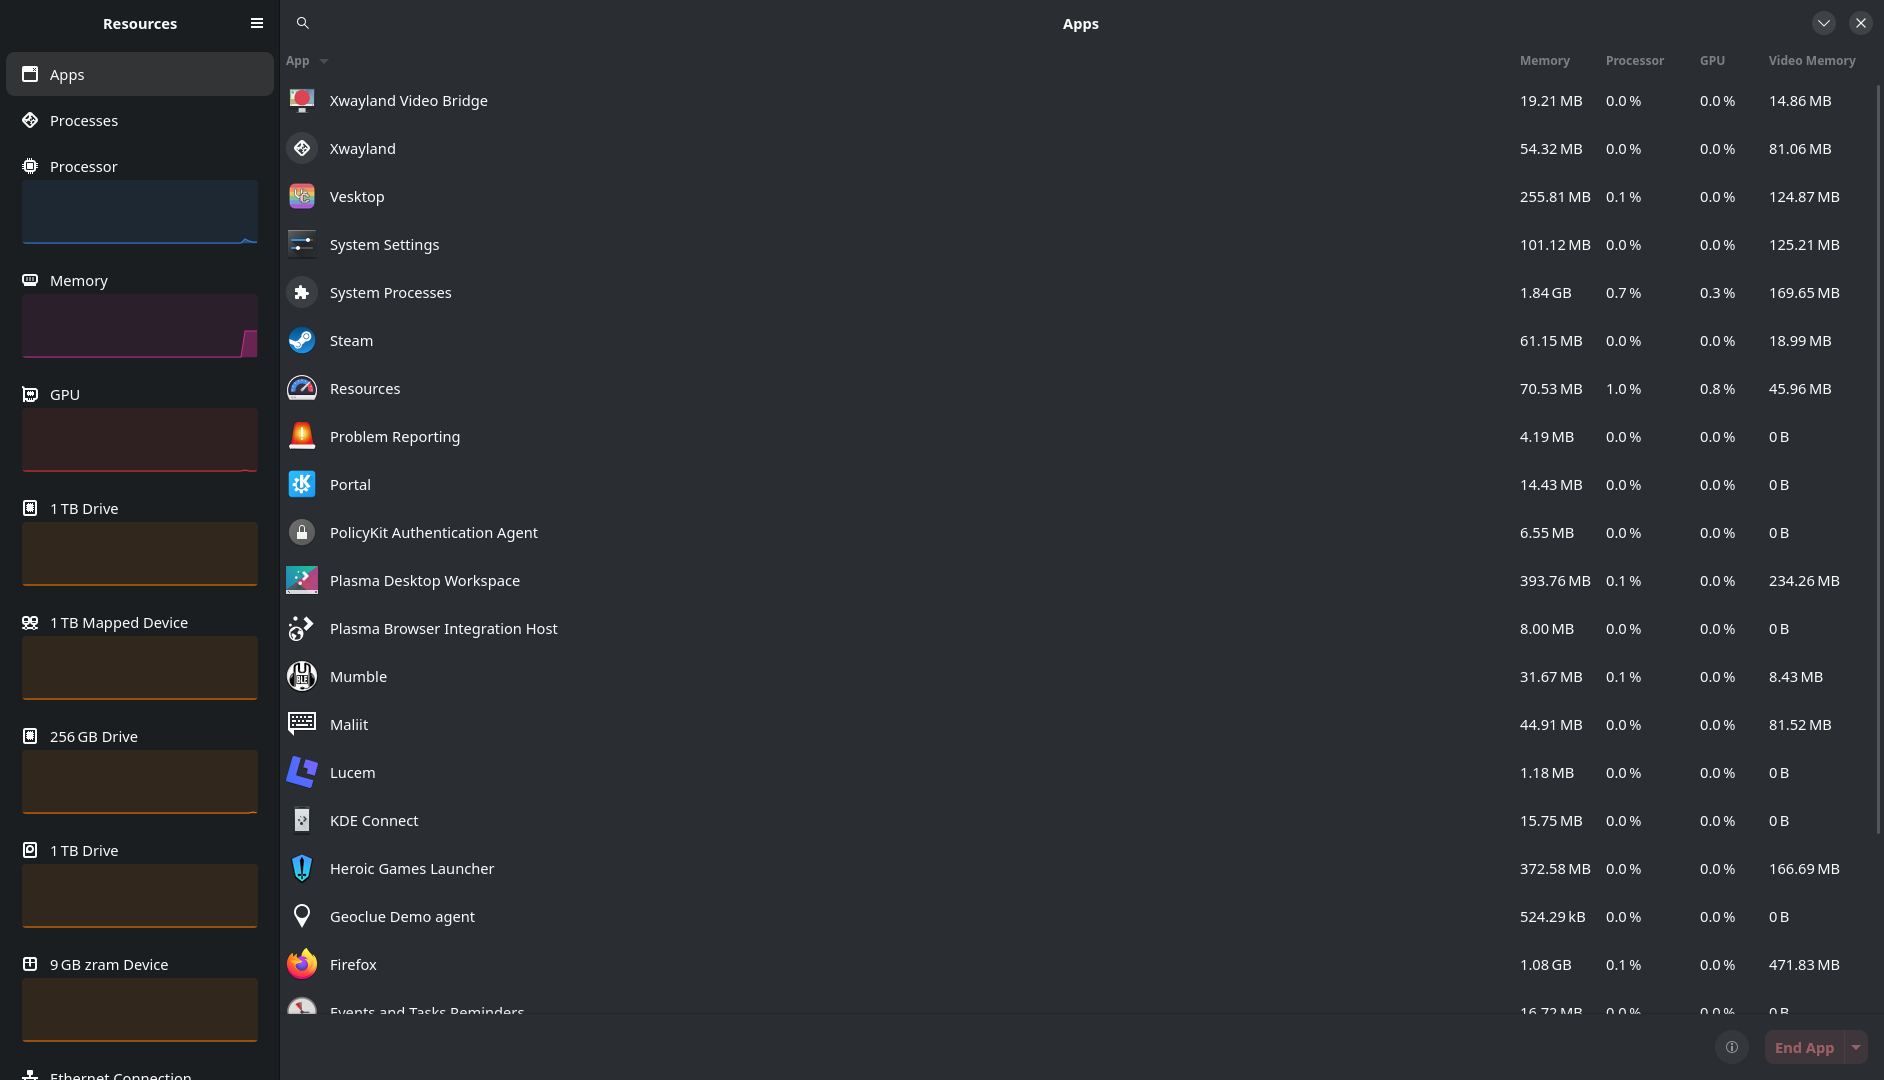 Resources
Apps
Processes
Processor
Memory
GPU
1 TB Drive
1 TB Mapped Device
256 GB Drive
1 TB Drive
9 GB zram Device
Ethernet Connection
Apps
App Memory Processor GPU Video Memory
Xwayland Video Bridge 19.21 MB 0.0 % 0.0 % 14.86 MB
Xwayland 54.32 MB 0.0 % 0.0 % 81.06 MB
Vesktop 255.81 MB 0.1 % 0.0 % 124.87 MB
System Settings 101.12 MB 0.0 % 0.0 % 125.21 MB
System Processes 1.84 GB 0.7 % 0.3 % 169.65 MB
Steam 61.15 MB 0.0 % 0.0 % 18.99 MB
Resources 70.53 MB 1.0 % 0.8 % 45.96 MB
Problem Reporting 4.19 MB 0.0 % 0.0 % 0 B
Portal 14.43 MB 0.0 % 0.0 % 0 B
PolicyKit Authentication Agent 6.55 MB 0.0 % 0.0 % 0 B
Plasma Desktop Workspace 393.76 MB 0.1 % 0.0 % 234.26 MB
Plasma Browser Integration Host 8.00 MB 0.0 % 0.0 % 0 B
Mumble 31.67 MB 0.1 % 0.0 % 8.43 MB
Maliit 44.91 MB 0.0 % 0.0 % 81.52 MB
Lucem 1.18 MB 0.0 % 0.0 % 0 B
KDE Connect 15.75 MB 0.0 % 0.0 % 0 B
Heroic Games Launcher 372.58 MB 0.0 % 0.0 % 166.69 MB
Geoclue Demo agent 524.29 kB 0.0 % 0.0 % 0 B
Firefox 1.08 GB 0.1 % 0.0 % 471.83 MB
Events and Tasks Reminders 16.72 MB 0.0 % 0.0 % 0 B
End App